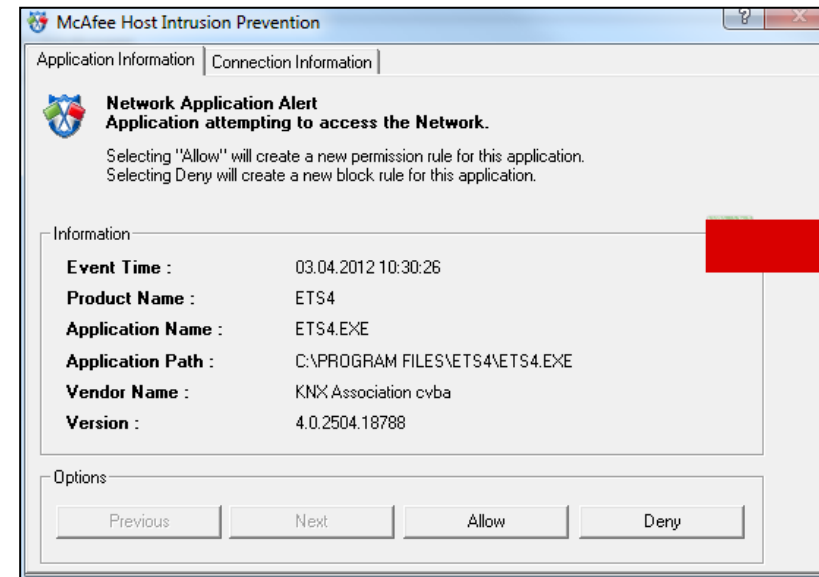 McAfee Host Intrusion Prevention
Application Information Connection Information
Network Application Alert
Application attempting to access the Network.
Selecting "Allow" will create a new permission rule for this application.
Selecting Deny will create a new block rule for this application.
Information
Event Time : 03.04.2012 10:30:26
Product Name : ETS4
Application Name : ETS4.EXE
Application Path : C:\PROGRAM FILES\ETS4\ETS4.EXE
Vendor Name : KNX Association cvba
Version : 4.0.2504.18788
Options
Previous Next Allow Deny